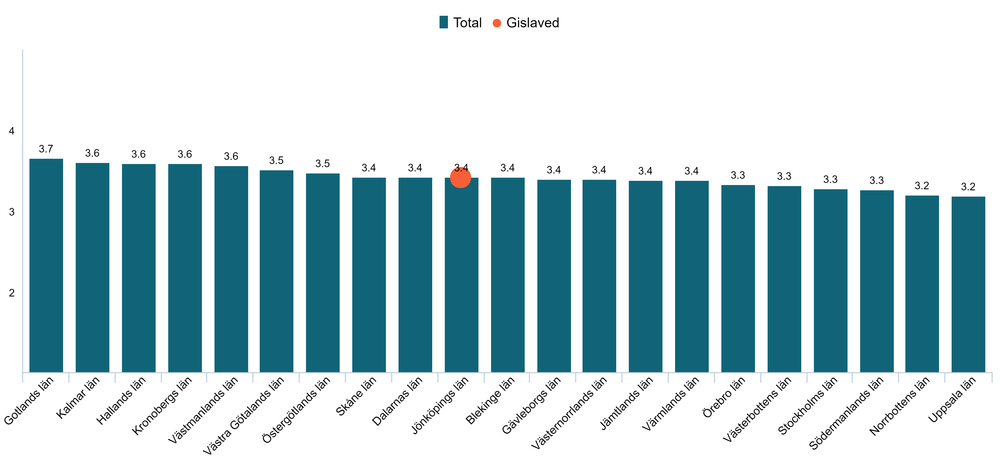 Total Gislaved
4
3
2
3.7 3.6 3.6 3.6 3.6 3.5 3.5 3.4 3.4 3.4 3.4 3.4 3.4 3.4 3.4 3.3 3.3 3.3 3.3 3.2 3.2
Gotlands län
Kalmar län
Hallands län
Kronobergs län
Västmanlands län
Västra Götalands län
Östergötlands län
Skåne län
Dalarnas län
Jönköpings län
Blekinge län
Gävleborgs län
Västernorrlands län
Jämtlands län
Värmlands län
Örebro län
Västerbottens län
Stockholms län
Södermanlands län
Norrbottens län
Uppsala län